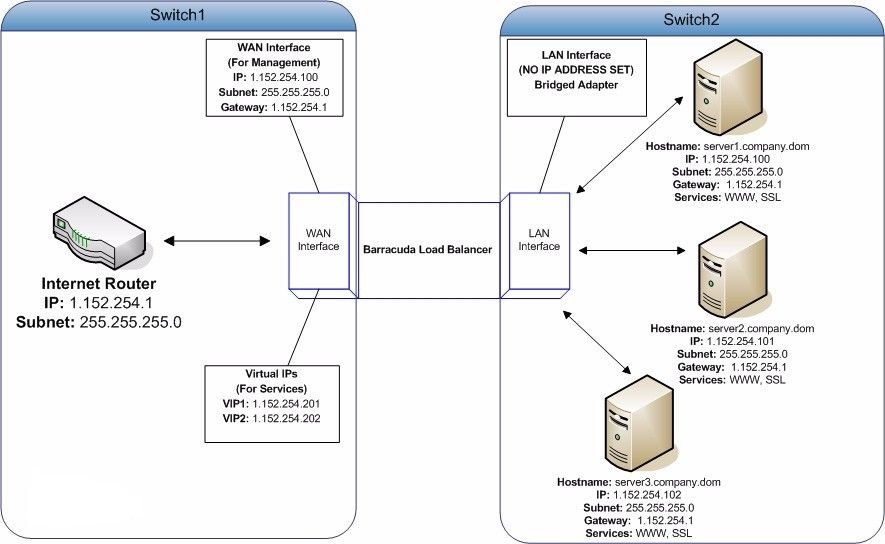 Switch1
Switch2
WAN Interface
(For Management)
IP: 1.152.254.100
Subnet: 255.255.255.0
Gateway: 1.152.254.1
LAN Interface
(NO IP ADDRESS SET)
Bridged Adapter
Hostname: server1.company.dom
IP: 1.152.254.100
Subnet: 255.255.255.0
Gateway: 1.152.254.1
Services: WWW, SSL
Internet Router
IP: 1.152.254.1
Subnet: 255.255.255.0
WAN
Interface
Barracuda Load Balancer
LAN
Interface
Hostname: server2.company.dom
IP: 1.152.254.101
Subnet: 255.255.255.0
Gateway: 1.152.254.1
Services: WWW, SSL
Virtual IPs
(For Services)
VIP1: 1.152.254.201
VIP2: 1.152.254.202
Hostname: server3.company.dom
IP: 1.152.254.102
Subnet: 255.255.255.0
Gateway: 1.152.254.1
Services: WWW, SSL